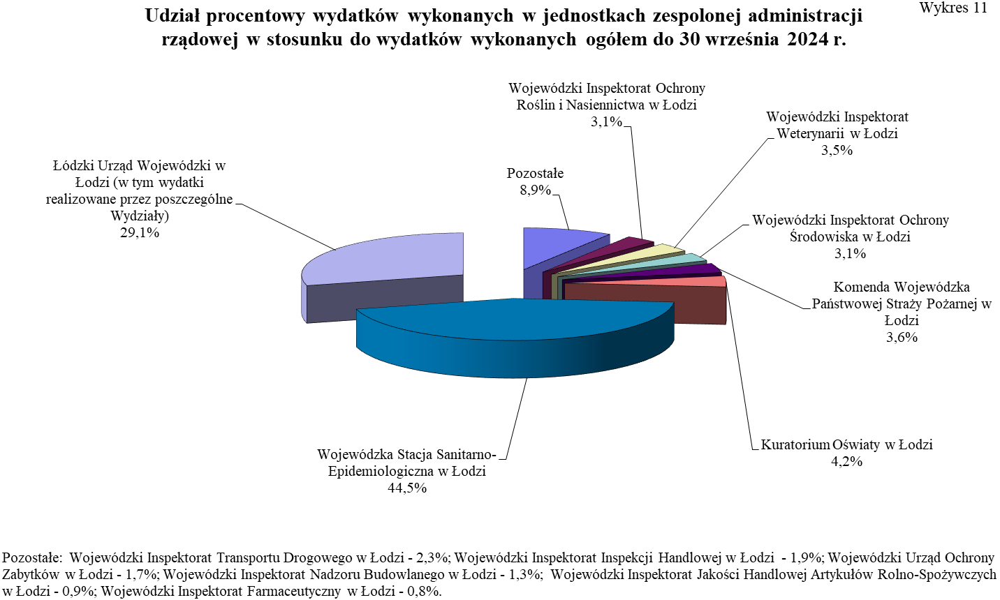 Wykres 11
Udział procentowy wydatków wykonanych w jednostkach zespolonej administracji
rządowej w stosunku do wydatków wykonanych ogółem do 30 września 2024 r.
Wojewódzki Inspektorat Ochrony
Roślin i Nasiennictwa w Łodzi
3,1%
Wojewódzki Inspektorat
Weterynarii w Łodzi
3,5%
Łódzki Urząd Wojewódzki w
Łodzi (w tym wydatki
realizowane przez poszczególne
Wydziały)
29,1%
Pozostałe
8,9%
Wojewódzki Inspektorat Ochrony
Środowiska w Łodzi
3,1%
Komenda Wojewódzka
Państwowej Straży Pożarnej w
Łodzi
3,6%
Kuratorium Oświaty w Łodzi
4,2%
Wojewódzka Stacja Sanitarno-
Epidemiologiczna w Łodzi
44,5%
Pozostałe: Wojewódzki Inspektorat Transportu Drogowego w Łodzi - 2,3%; Wojewódzki Inspektorat Inspekcji Handlowej w Łodzi - 1,9%; Wojewódzki Urząd Ochrony
Zabytków w Łodzi - 1,7%; Wojewódzki Inspektorat Nadzoru Budowlanego w Łodzi - 1,3%; Wojewódzki Inspektorat Jakości Handlowej Artykułów Rolno-Spożywczych
w Łodzi - 0,9%; Wojewódzki Inspektorat Farmaceutyczny w Łodzi - 0,8%.